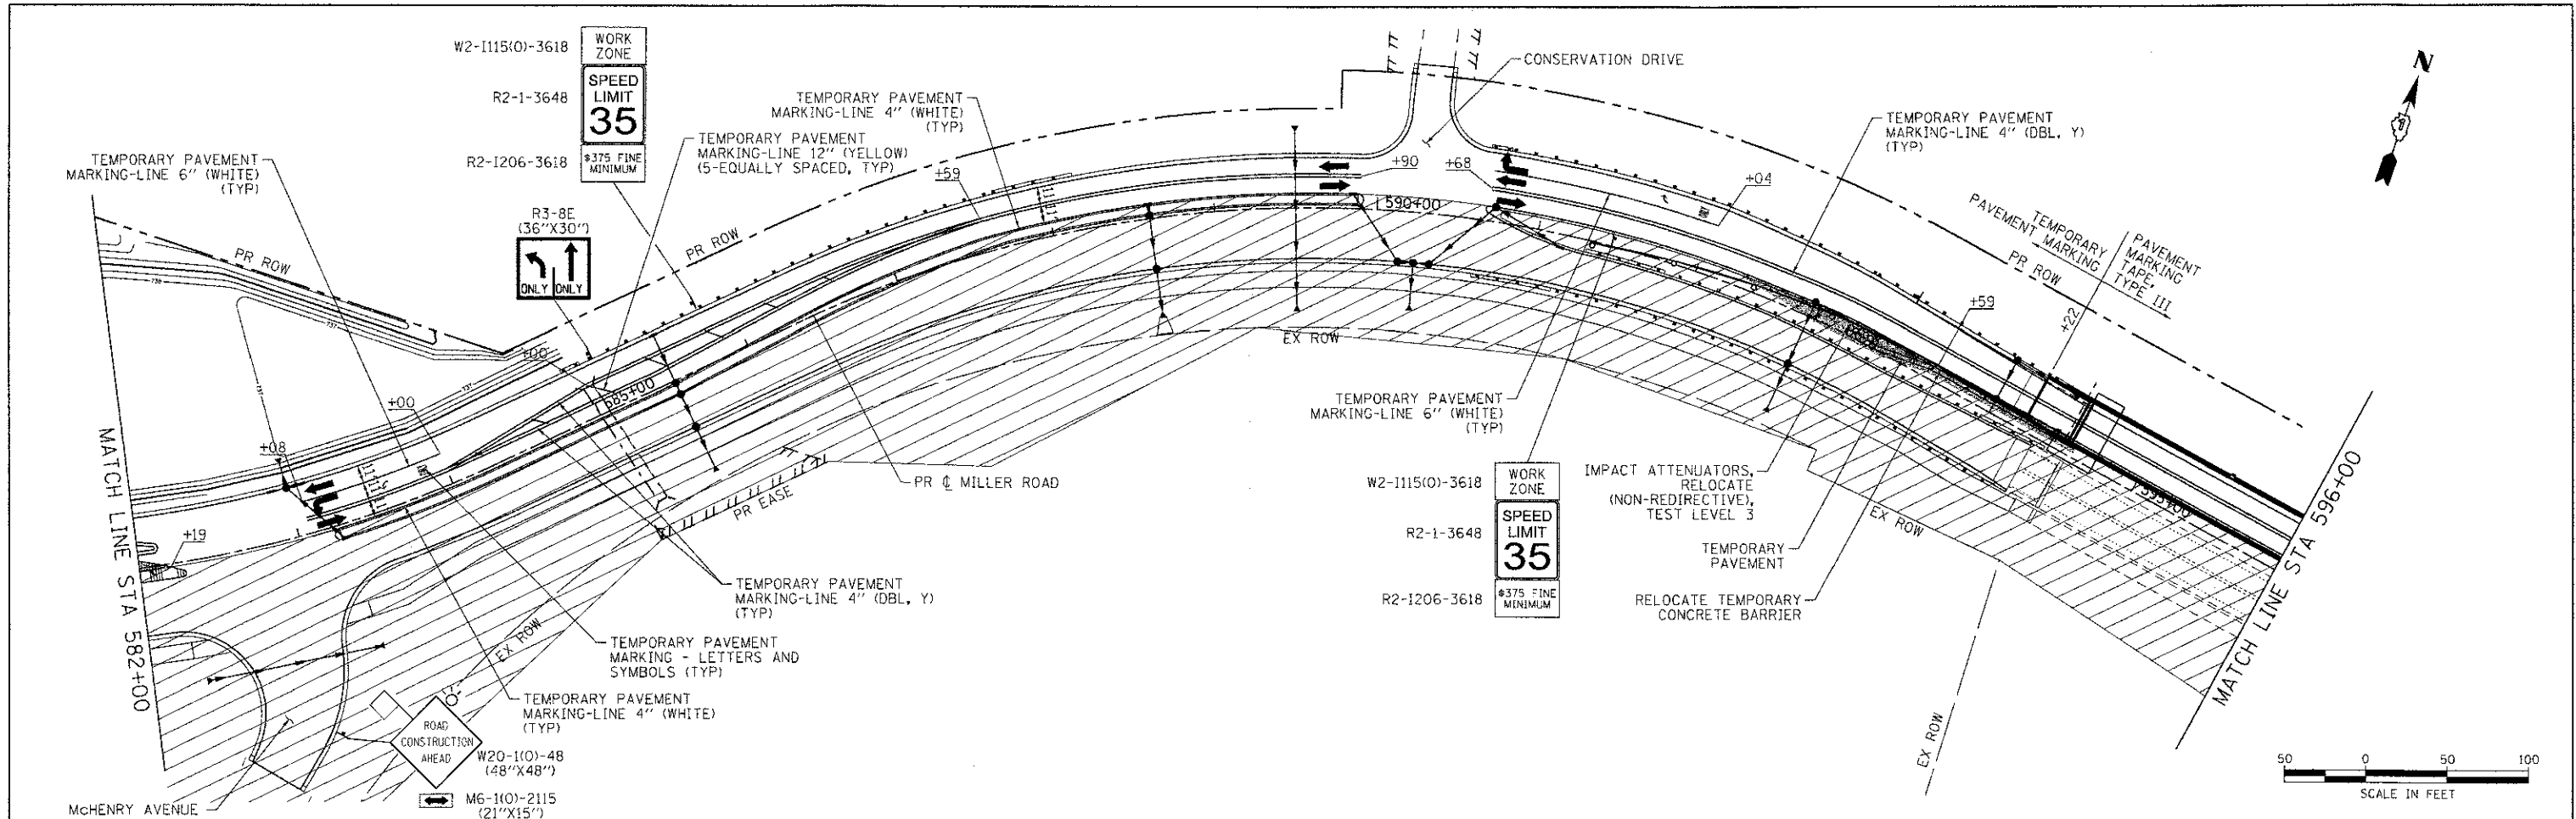 W2-I115(O)-3618
WORK
ZONE
R2-1-3648
SPEED
LIMIT
35
R2-I206-3618
$375 FINE
MINIMUM
TEMPORARY PAVEMENT
MARKING-LINE 4" (WHITE)
(TYP)
TEMPORARY PAVEMENT
MARKING-LINE 12" (YELLOW)
(5-EQUALLY SPACED, TYP)
TEMPORARY PAVEMENT
MARKING-LINE 6" (WHITE)
(TYP)
R3-8E
(36"X30")
ONLY
ONLY
PR ROW
PR ROW
+59
+90
+68
CONSERVATION DRIVE
TEMPORARY PAVEMENT
MARKING-LINE 4" (DBL, Y)
(TYP)
+04
N
TEMPORARY
PAVEMENT MARKING
PAVEMENT
MARKING
TAPE,
TYPE III
PR ROW
+59
+22
590+00
EX ROW
+00
585+00
+00
+08
11'
11'
11'
11'
+19
MATCH LINE STA 582+00
PR EASE
PR ℄ MILLER ROAD
TEMPORARY PAVEMENT
MARKING-LINE 4" (DBL, Y)
(TYP)
TEMPORARY PAVEMENT
MARKING - LETTERS AND
SYMBOLS (TYP)
TEMPORARY PAVEMENT
MARKING-LINE 4" (WHITE)
(TYP)
EX ROW
ROAD
CONSTRUCTION
AHEAD
W20-1(O)-48
(48"X48")
M6-1(O)-2115
(21"X15")
McHENRY AVENUE
TEMPORARY PAVEMENT
MARKING-LINE 6" (WHITE)
(TYP)
W2-I115(O)-3618
WORK
ZONE
R2-1-3648
SPEED
LIMIT
35
R2-I206-3618
$375 FINE
MINIMUM
IMPACT ATTENUATORS,
RELOCATE
(NON-REDIRECTIVE),
TEST LEVEL 3
TEMPORARY
PAVEMENT
RELOCATE TEMPORARY
CONCRETE BARRIER
EX ROW
EX ROW
595+00
MATCH LINE STA 596+00
50
0
50
100
SCALE IN FEET